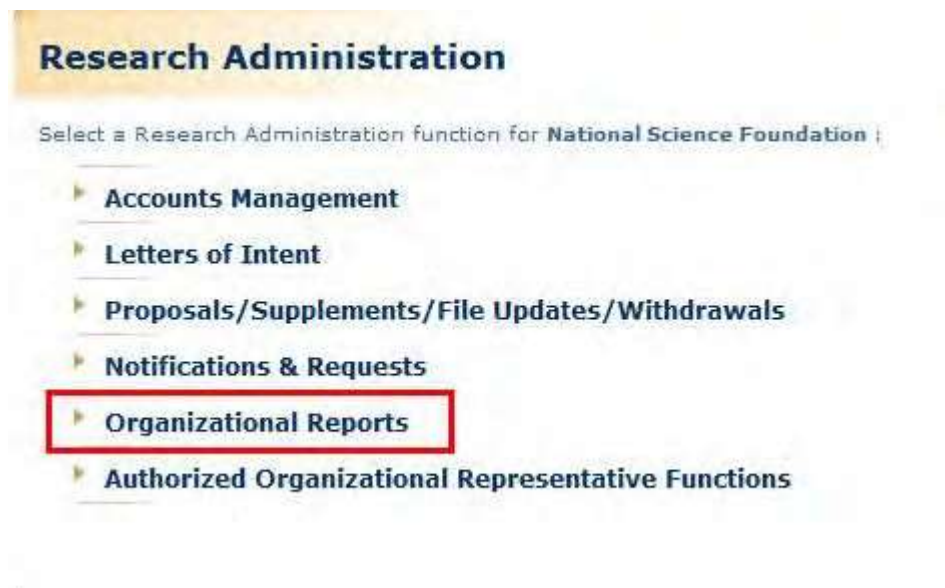 Research Administration
Select a Research Administration function for National Science Foundation :
Accounts Management
Letters of Intent
Proposals/Supplements/File Updates/Withdrawals
Notifications & Requests
Organizational Reports
Authorized Organizational Representative Functions